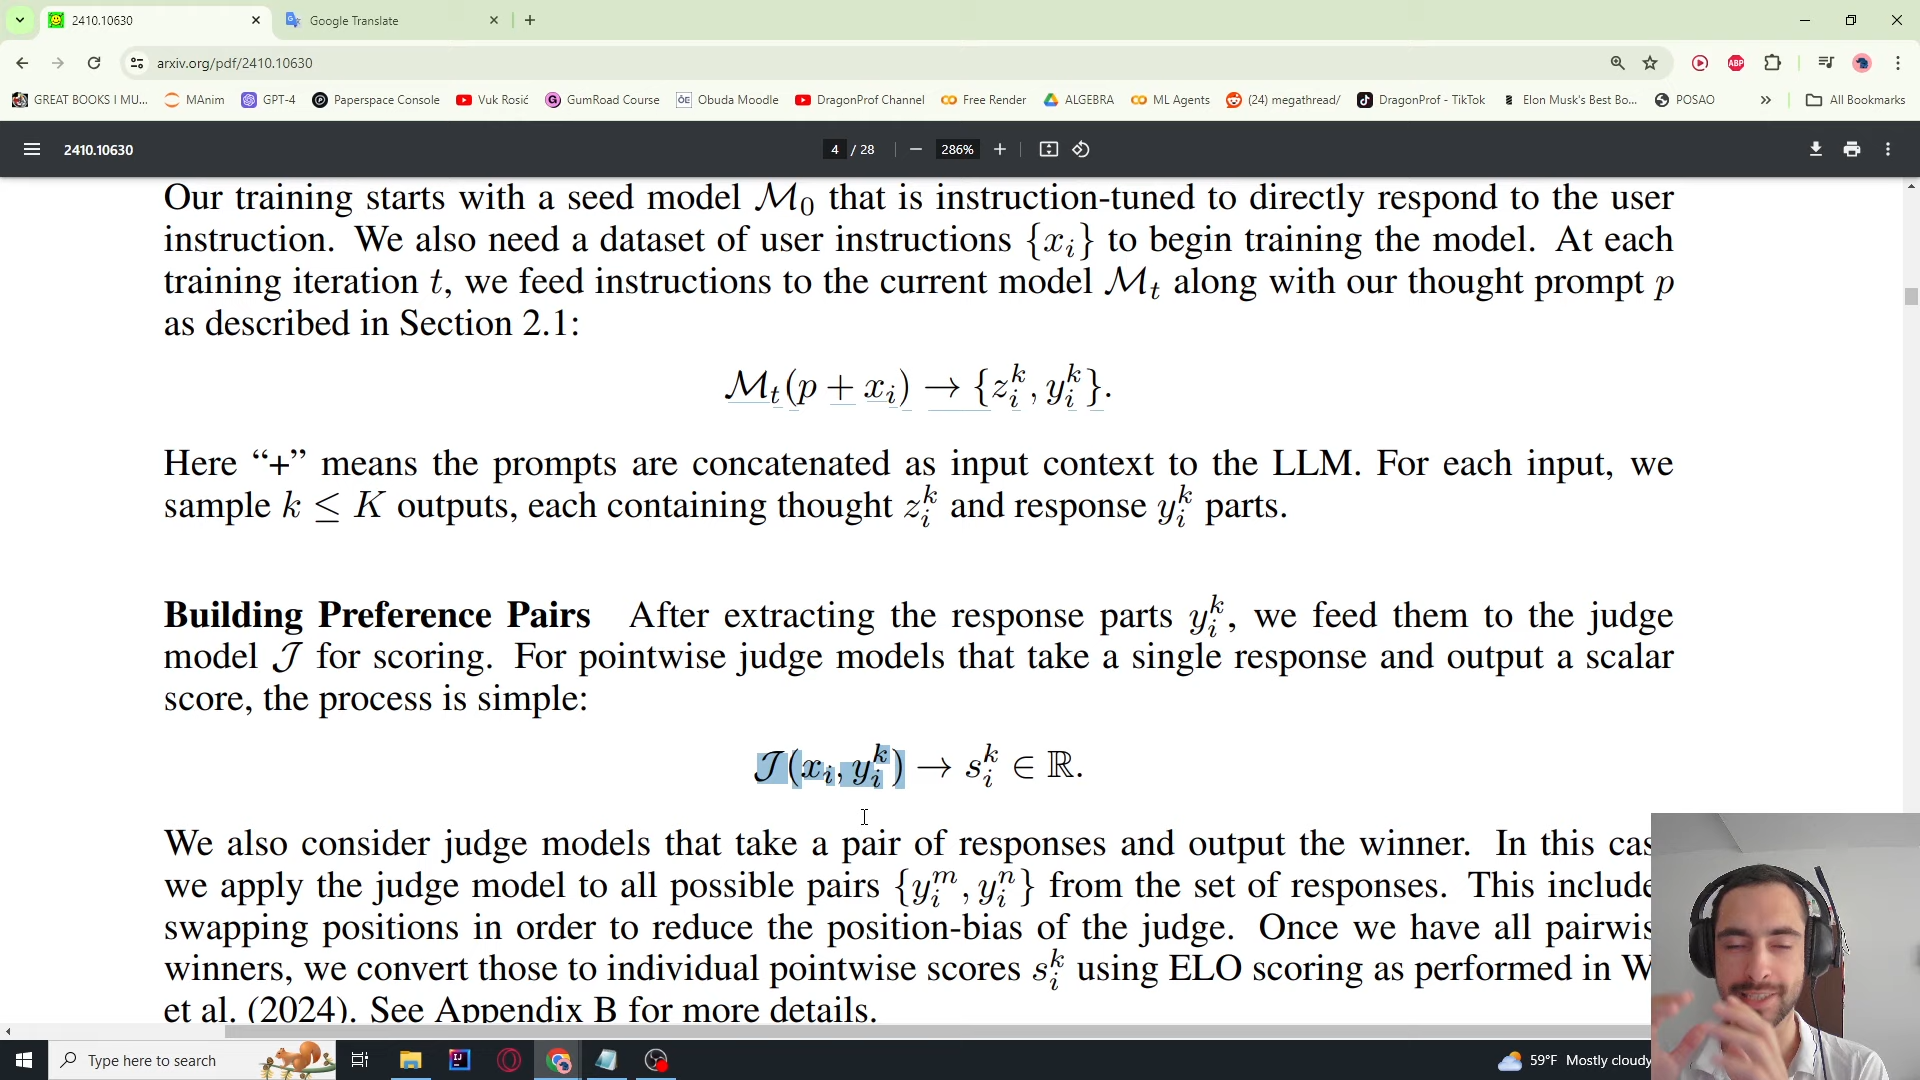 2410.10630
Google Translate
arxiv.org/pdf/2410.10630
GREAT BOOKS I MU... MAnim GPT-4 Paperspace Console Vuk Rosić GumRoad Course Obuda Moodle DragonProf Channel Free Render ALGEBRA ML Agents (24) megathread/ DragonProf - TikTok Elon Musk's Best Bo... POSAO » All Bookmarks
2410.10630 4 / 28 − 286% +
Our training starts with a seed model ℳ₀ that is instruction-tuned to directly respond to the user
instruction. We also need a dataset of user instructions {xᵢ} to begin training the model. At each
training iteration t, we feed instructions to the current model ℳₜ along with our thought prompt p
as described in Section 2.1:
ℳₜ(p + xᵢ) → {zᵢᵏ, yᵢᵏ}.
Here “+” means the prompts are concatenated as input context to the LLM. For each input, we
sample k ≤ K outputs, each containing thought zᵢᵏ and response yᵢᵏ parts.
Building Preference Pairs After extracting the response parts yᵢᵏ, we feed them to the judge
model 𝒥 for scoring. For pointwise judge models that take a single response and output a scalar
score, the process is simple:
𝒥(xᵢ, yᵢᵏ) → sᵢᵏ ∈ ℝ.
We also consider judge models that take a pair of responses and output the winner. In this cas
we apply the judge model to all possible pairs {yᵢᵐ, yᵢⁿ} from the set of responses. This include
swapping positions in order to reduce the position-bias of the judge. Once we have all pairwis
winners, we convert those to individual pointwise scores sᵢᵏ using ELO scoring as performed in W
et al. (2024). See Appendix B for more details.
Type here to search
59°F Mostly cloudy